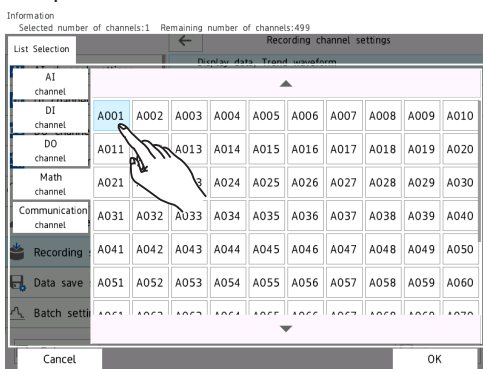 Information
Selected number of channels:1 Remaining number of channels:499
List Selection
Recording channel settings
Display data, Trend waveform
AI
channel
DI
channel
DO
channel
Math
channel
Communication
channel
A001 A002 A003 A004 A005 A006 A007 A008 A009 A010
A011 A013 A014 A015 A016 A017 A018 A019 A020
A021 A024 A025 A026 A027 A028 A029 A030
A031 A032 A033 A034 A035 A036 A037 A038 A039 A040
Recording
A041 A042 A043 A044 A045 A046 A047 A048 A049 A050
Data save
A051 A052 A053 A054 A055 A056 A057 A058 A059 A060
Batch setti
Cancel
OK